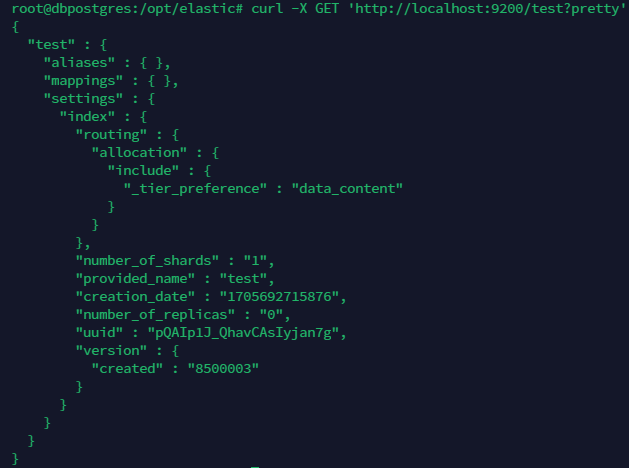 root@dbpostgres:/opt/elastic# curl -X GET 'http://localhost:9200/test?pretty'
{
  "test" : {
    "aliases" : { },
    "mappings" : { },
    "settings" : {
      "index" : {
        "routing" : {
          "allocation" : {
            "include" : {
              "_tier_preference" : "data_content"
            }
          }
        },
        "number_of_shards" : "1",
        "provided_name" : "test",
        "creation_date" : "1705692715876",
        "number_of_replicas" : "0",
        "uuid" : "pQAIp1J_QhavCAsIyjan7g",
        "version" : {
          "created" : "8500003"
        }
      }
    }
  }
}